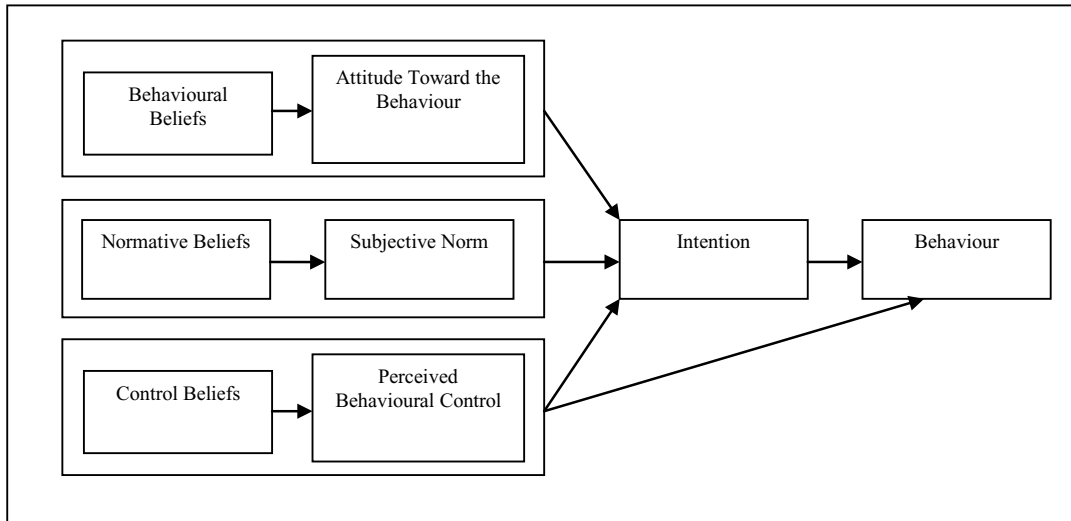 Behavioural
Beliefs
Attitude Toward the
Behaviour
Normative Beliefs
Subjective Norm
Intention
Behaviour
Control Beliefs
Perceived
Behavioural Control